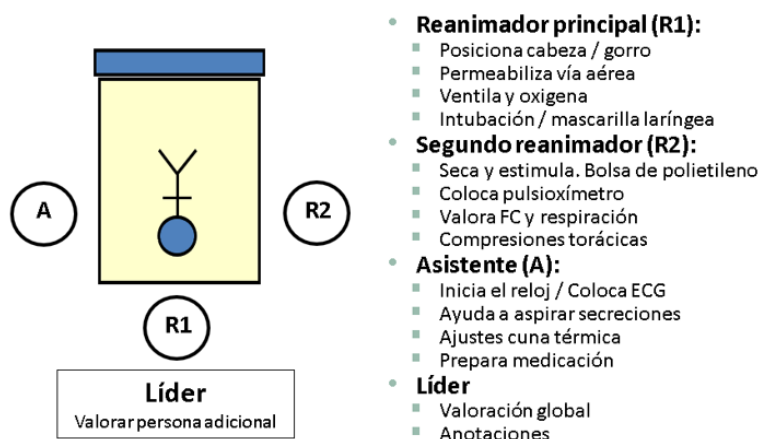 A
R2
R1
Líder
Valorar persona adicional
Reanimador principal (R1):
Posiciona cabeza / gorro
Permeabiliza vía aérea
Ventila y oxigena
Intubación / mascarilla laríngea
Segundo reanimador (R2):
Seca y estimula. Bolsa de polietileno
Coloca pulsioxímetro
Valora FC y respiración
Compresiones torácicas
Asistente (A):
Inicia el reloj / Coloca ECG
Ayuda a aspirar secreciones
Ajustes cuna térmica
Prepara medicación
Líder
Valoración global
Anotaciones